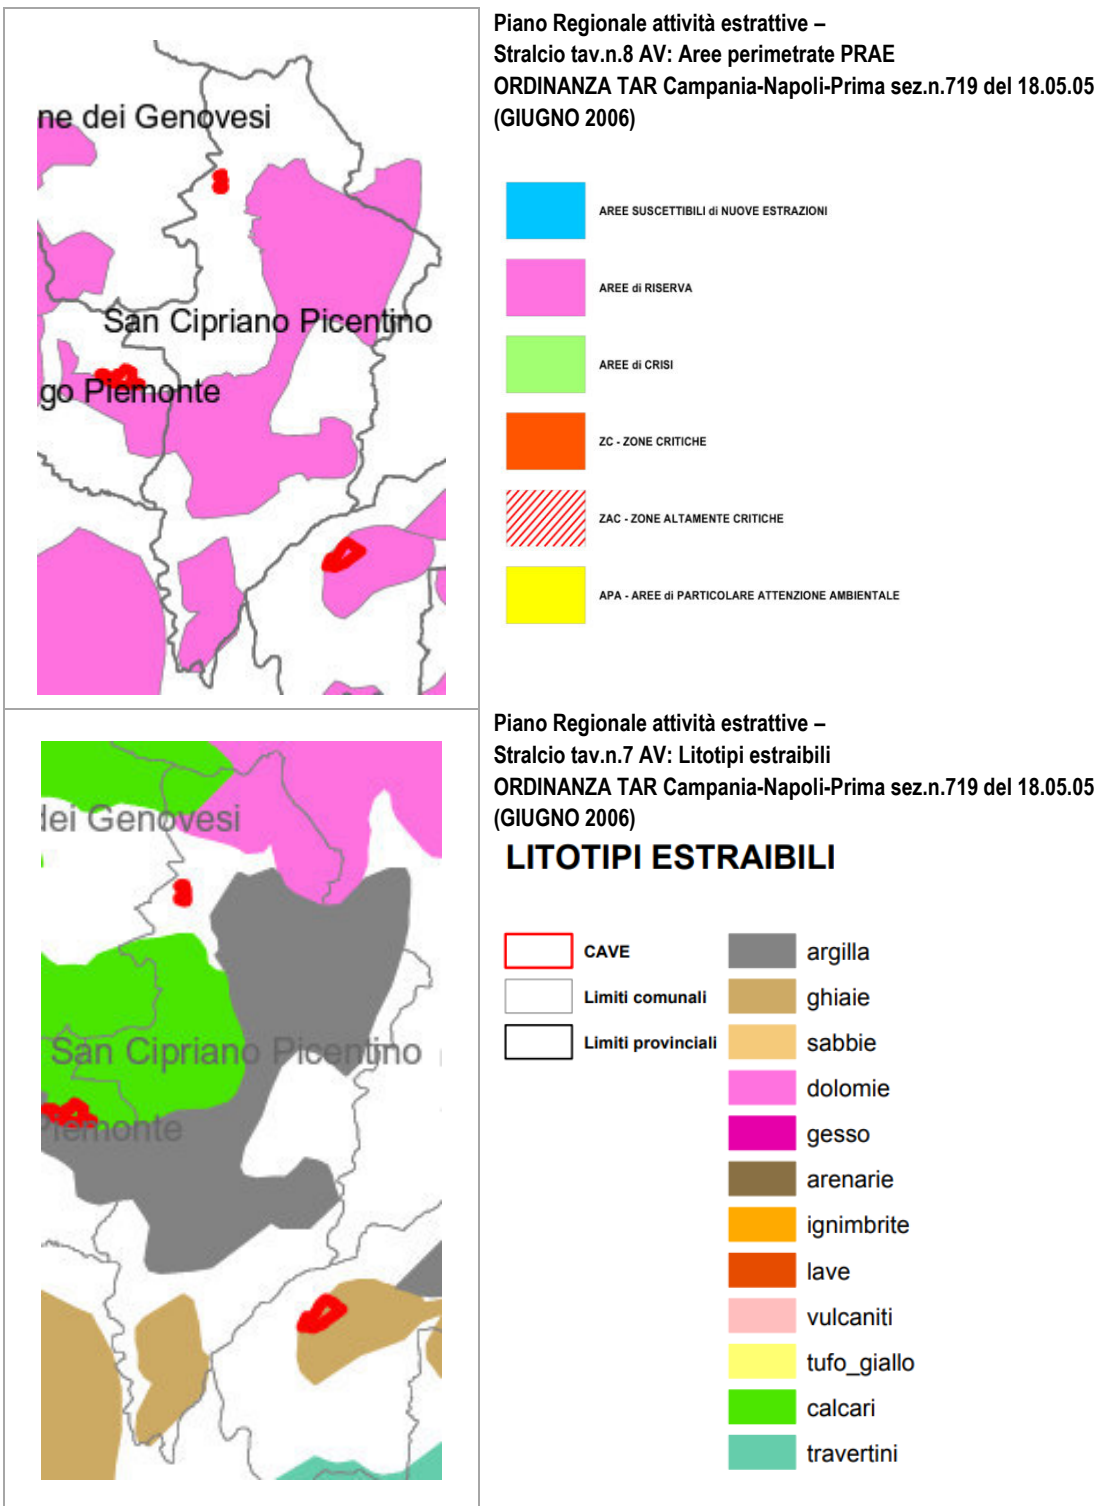 Piano Regionale attività estrattive –
Stralcio tav.n.8 AV: Aree perimetrate PRAE
ORDINANZA TAR Campania-Napoli-Prima sez.n.719 del 18.05.05
(GIUGNO 2006)
ne dei Genovesi
San Cipriano Picentino
go Piemonte
AREE SUSCETTIBILI di NUOVE ESTRAZIONI
AREE di RISERVA
AREE di CRISI
ZC - ZONE CRITICHE
ZAC - ZONE ALTAMENTE CRITICHE
APA - AREE di PARTICOLARE ATTENZIONE AMBIENTALE
Piano Regionale attività estrattive –
Stralcio tav.n.7 AV: Litotipi estraibili
ORDINANZA TAR Campania-Napoli-Prima sez.n.719 del 18.05.05
(GIUGNO 2006)
dei Genovesi
San Cipriano Picentino
Piemonte
LITOTIPI ESTRAIBILI
CAVE
Limiti comunali
Limiti provinciali
argilla
ghiaie
sabbie
dolomie
gesso
arenarie
ignimbrite
lave
vulcaniti
tufo_giallo
calcari
travertini